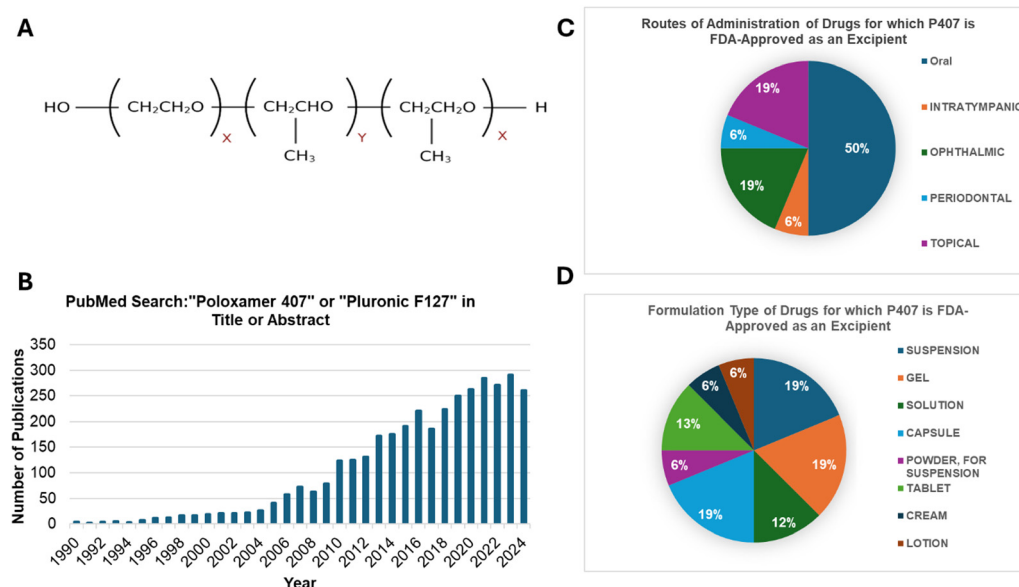 A
HO
CH₂CH₂O
X
CH₂CHO
CH₃
Y
CH₂CH₂O
CH₃
X
H
B
PubMed Search:"Poloxamer 407" or "Pluronic F127" in
Title or Abstract
Number of Publications
350
300
250
200
150
100
50
0
1990
1992
1994
1996
1998
2000
2002
2004
2006
2008
2010
2012
2014
2016
2018
2020
2022
2024
Year
C
Routes of Administration of Drugs for which P407 is
FDA-Approved as an Excipient
19%
6%
19%
6%
50%
Oral
INTRATYMPANIC
OPHTHALMIC
PERIODONTAL
TOPICAL
D
Formulation Type of Drugs for which P407 is FDA-
Approved as an Excipient
6%
6%
13%
6%
19%
12%
19%
19%
SUSPENSION
GEL
SOLUTION
CAPSULE
POWDER, FOR
SUSPENSION
TABLET
CREAM
LOTION